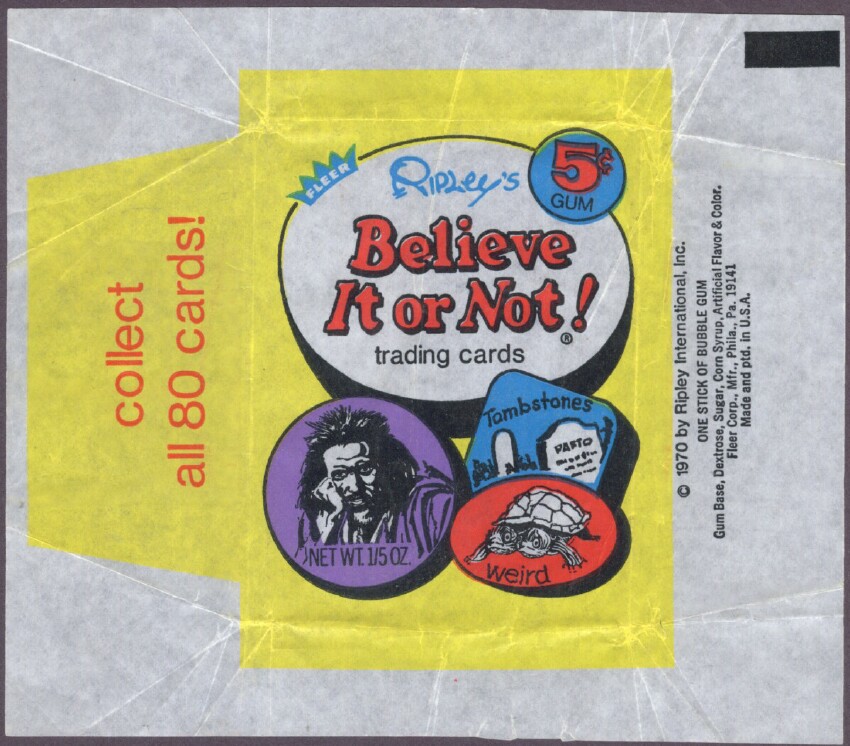 FLEER
Ripley's
5¢
GUM
Believe
It or Not!
®
trading cards
Tombstones
PASTO
NET WT. 1/5 OZ.
weird
collect
all 80 cards!
© 1970 by Ripley International, Inc.
ONE STICK OF BUBBLE GUM
Gum Base, Dextrose, Sugar, Corn Syrup, Artificial Flavor & Color.
Fleer Corp., Mfr., Phila., Pa. 19141
Made and ptd. in U.S.A.